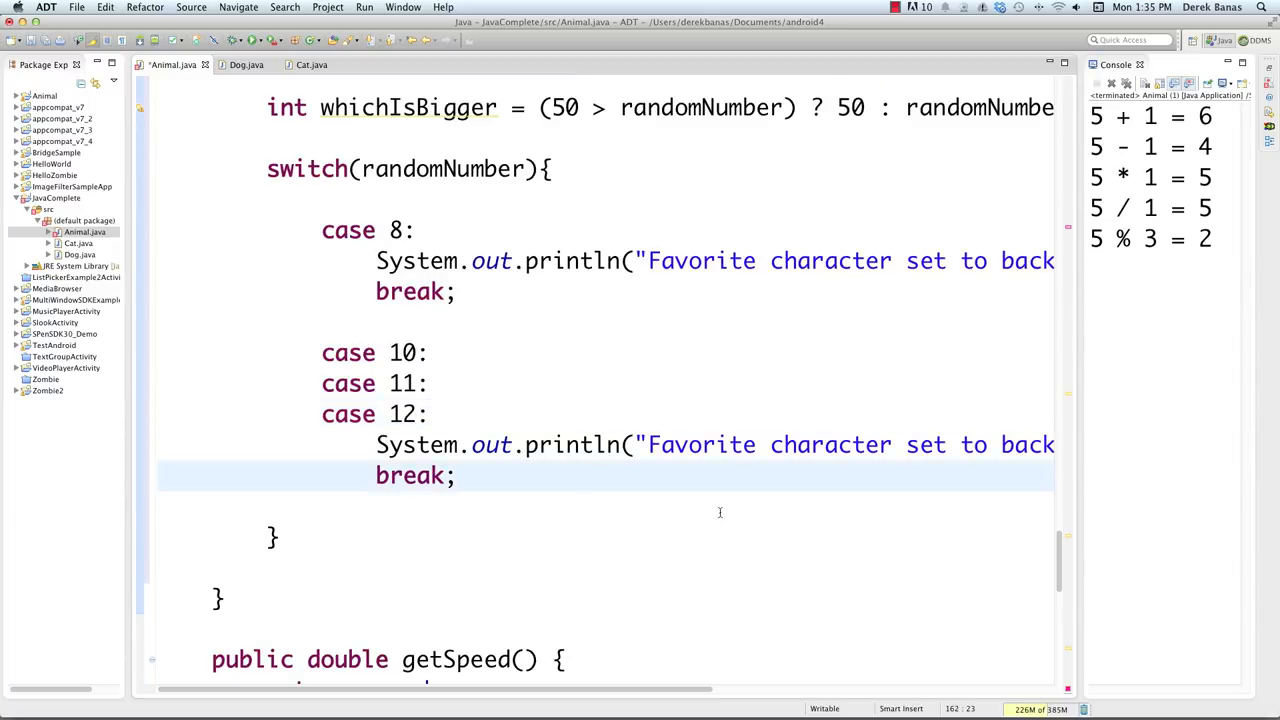 ADT File Edit Refactor Source Navigate Search Project Run Window Help 10 Mon 1:35 PM Derek Banas
Java – JavaComplete/src/Animal.java – ADT – /Users/derekbanas/Documents/android4
Quick Access Java DDMS
Package Exp
*Animal.java Dog.java Cat.java
Console
<terminated> Animal (1) [Java Application] /S
Animal
appcompat_v7
appcompat_v7_2
appcompat_v7_3
appcompat_v7_4
BridgeSample
HelloWorld
HelloZombie
ImageFilterSampleApp
JavaComplete
src
(default package)
Animal.java
Cat.java
Dog.java
JRE System Library [Ja
ListPickerExample2Activi
MediaBrowser
MultiWindowSDKExample
MusicPlayerActivity
SlookActivity
SPenSDK30_Demo
TestAndroid
TextGroupActivity
VideoPlayerActivity
Zombie
Zombie2
int whichIsBigger = (50 > randomNumber) ? 50 : randomNumbe
switch(randomNumber){
case 8:
System.out.println("Favorite character set to back
break;
case 10:
case 11:
case 12:
System.out.println("Favorite character set to back
break;
}
}
public double getSpeed() {
5 + 1 = 6
5 - 1 = 4
5 * 1 = 5
5 / 1 = 5
5 % 3 = 2
Writable Smart Insert 162 : 23 226M of 385M